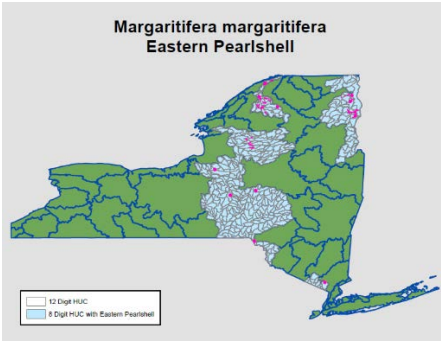 Margaritifera margaritifera
Eastern Pearlshell
12 Digit HUC
8 Digit HUC with Eastern Pearlshell